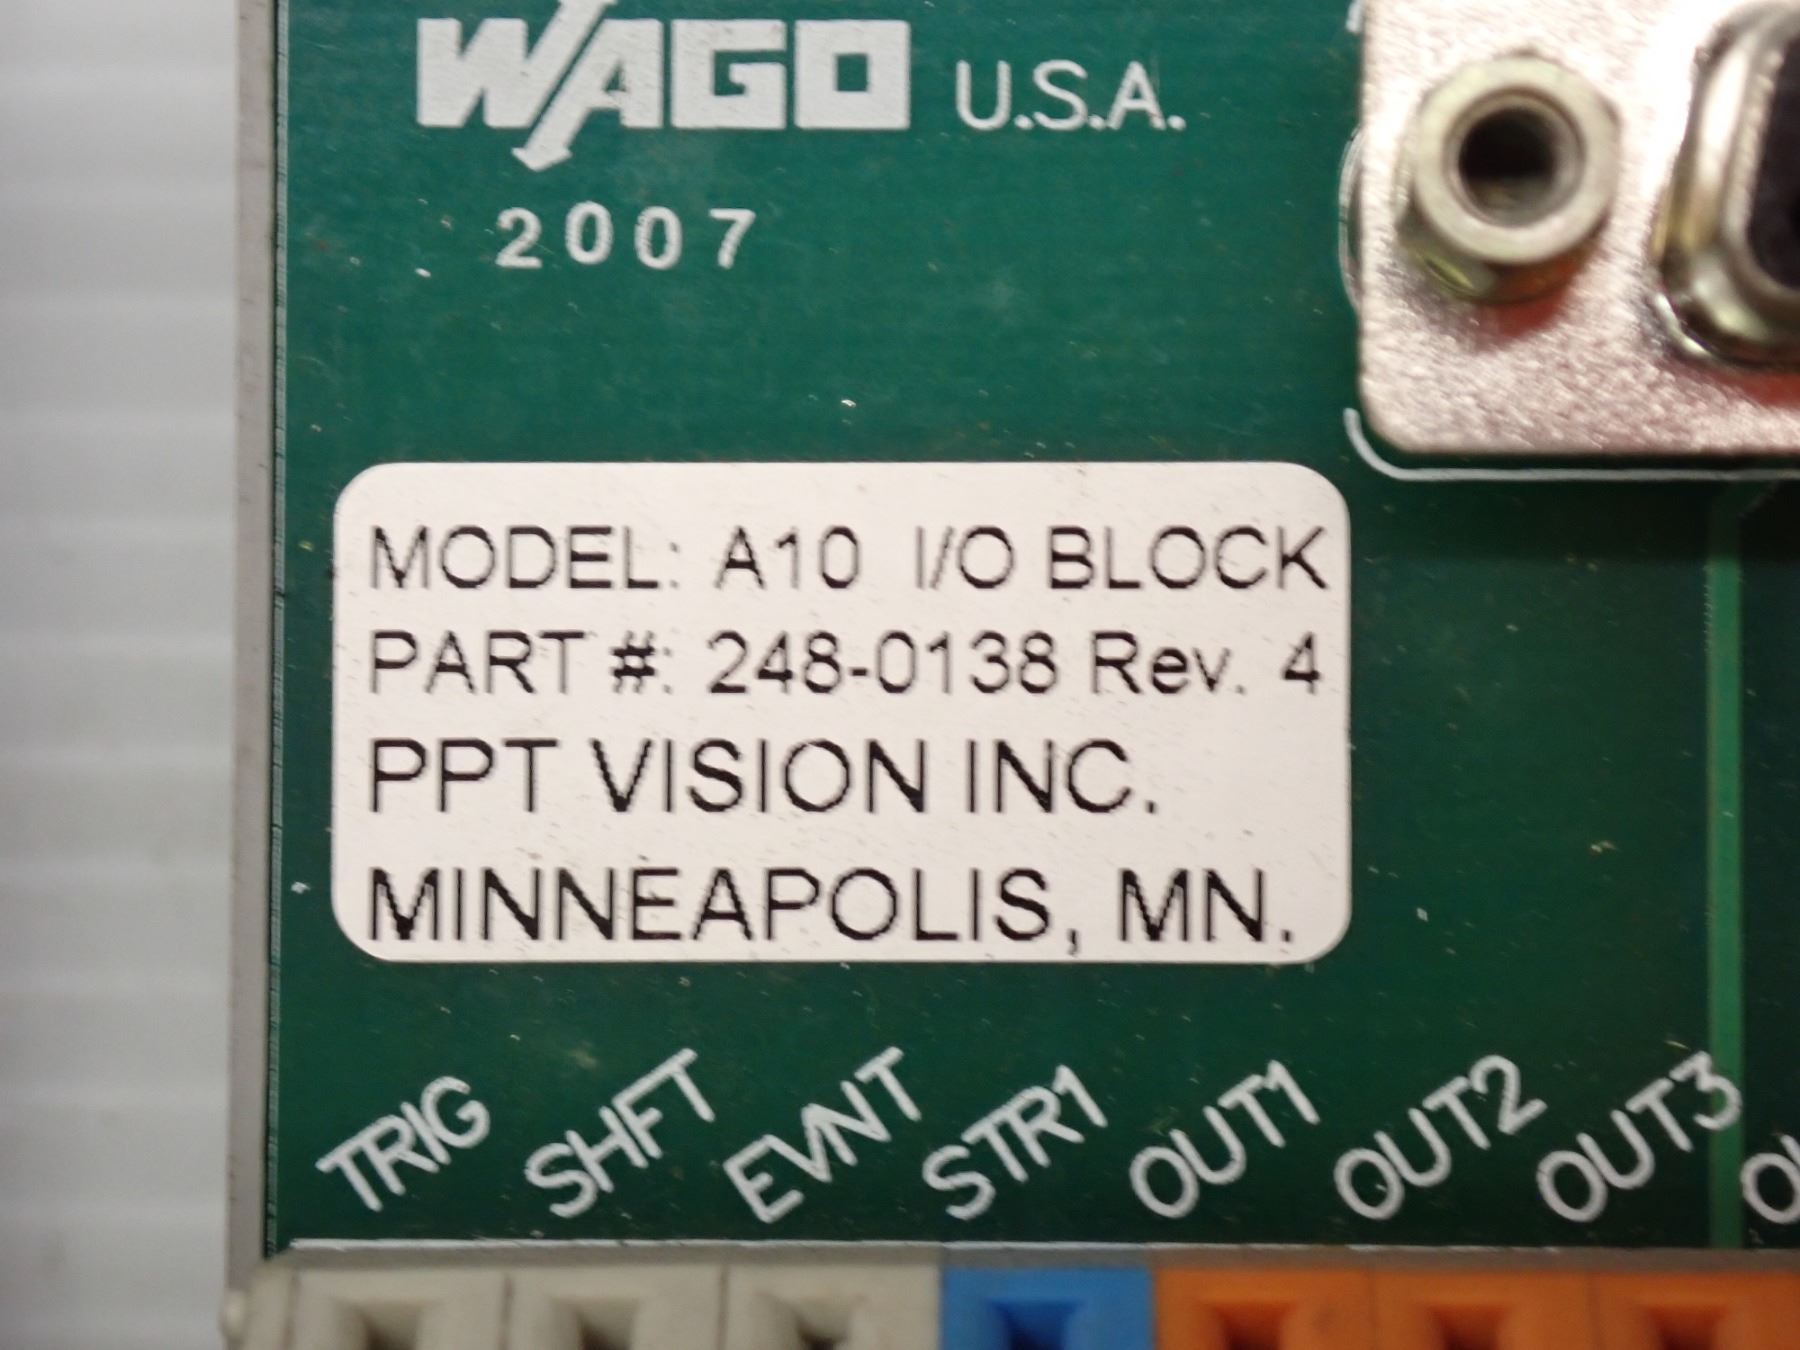 WAGO U.S.A.
2007
MODEL: A10 I/O BLOCK
PART #: 248-0138 Rev. 4
PPT VISION INC.
MINNEAPOLIS, MN.
TRIG SHFT EVNT STR1 OUT1 OUT2 OUT3